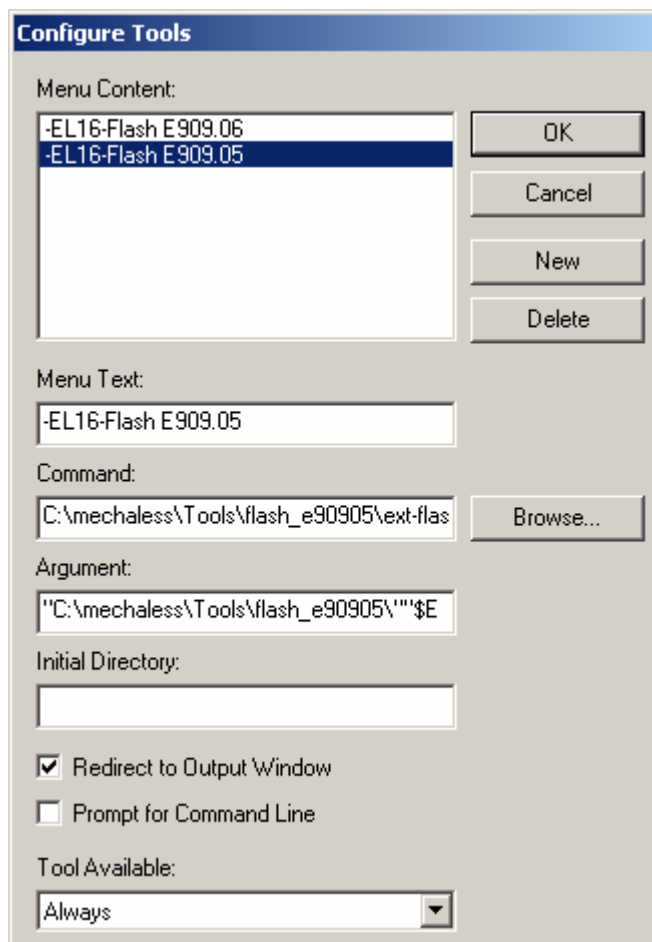 Configure Tools
Menu Content:
-EL16-Flash E909.06
-EL16-Flash E909.05
OK
Cancel
New
Delete
Menu Text:
-EL16-Flash E909.05
Command:
C:\mechaless\Tools\flash_e90905\ext-flas
Browse...
Argument:
"C:\mechaless\Tools\flash_e90905\""$E
Initial Directory:
Redirect to Output Window
Prompt for Command Line
Tool Available:
Always